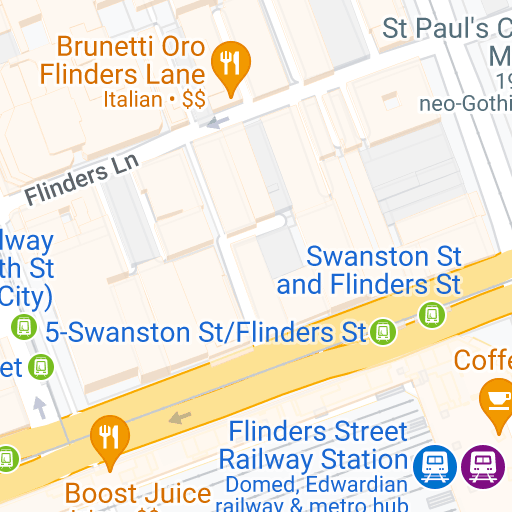 Brunetti Oro
Flinders Lane
Italian • $$
St Paul's C
M
19
neo-Gothi
Flinders Ln
lway
th St
City)
Swanston St
and Flinders St
5-Swanston St/Flinders St
et
Coffe
Flinders Street
Railway Station
Domed, Edwardian
railway & metro hub
Boost Juice